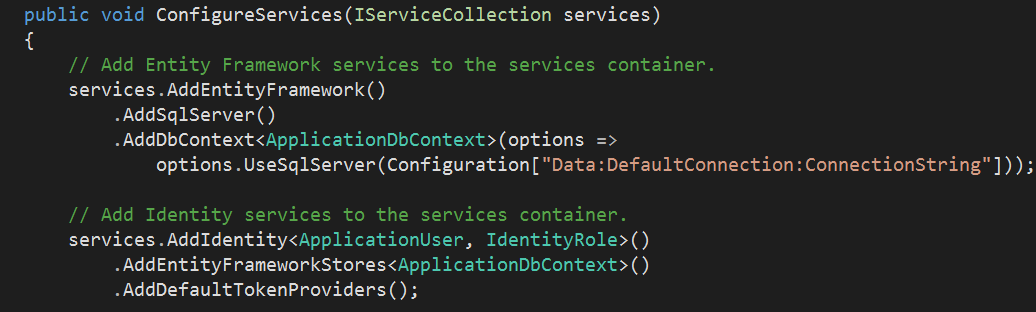 public void ConfigureServices(IServiceCollection services)
{
    // Add Entity Framework services to the services container.
    services.AddEntityFramework()
        .AddSqlServer()
        .AddDbContext<ApplicationDbContext>(options =>
            options.UseSqlServer(Configuration["Data:DefaultConnection:ConnectionString"]));

    // Add Identity services to the services container.
    services.AddIdentity<ApplicationUser, IdentityRole>()
        .AddEntityFrameworkStores<ApplicationDbContext>()
        .AddDefaultTokenProviders();